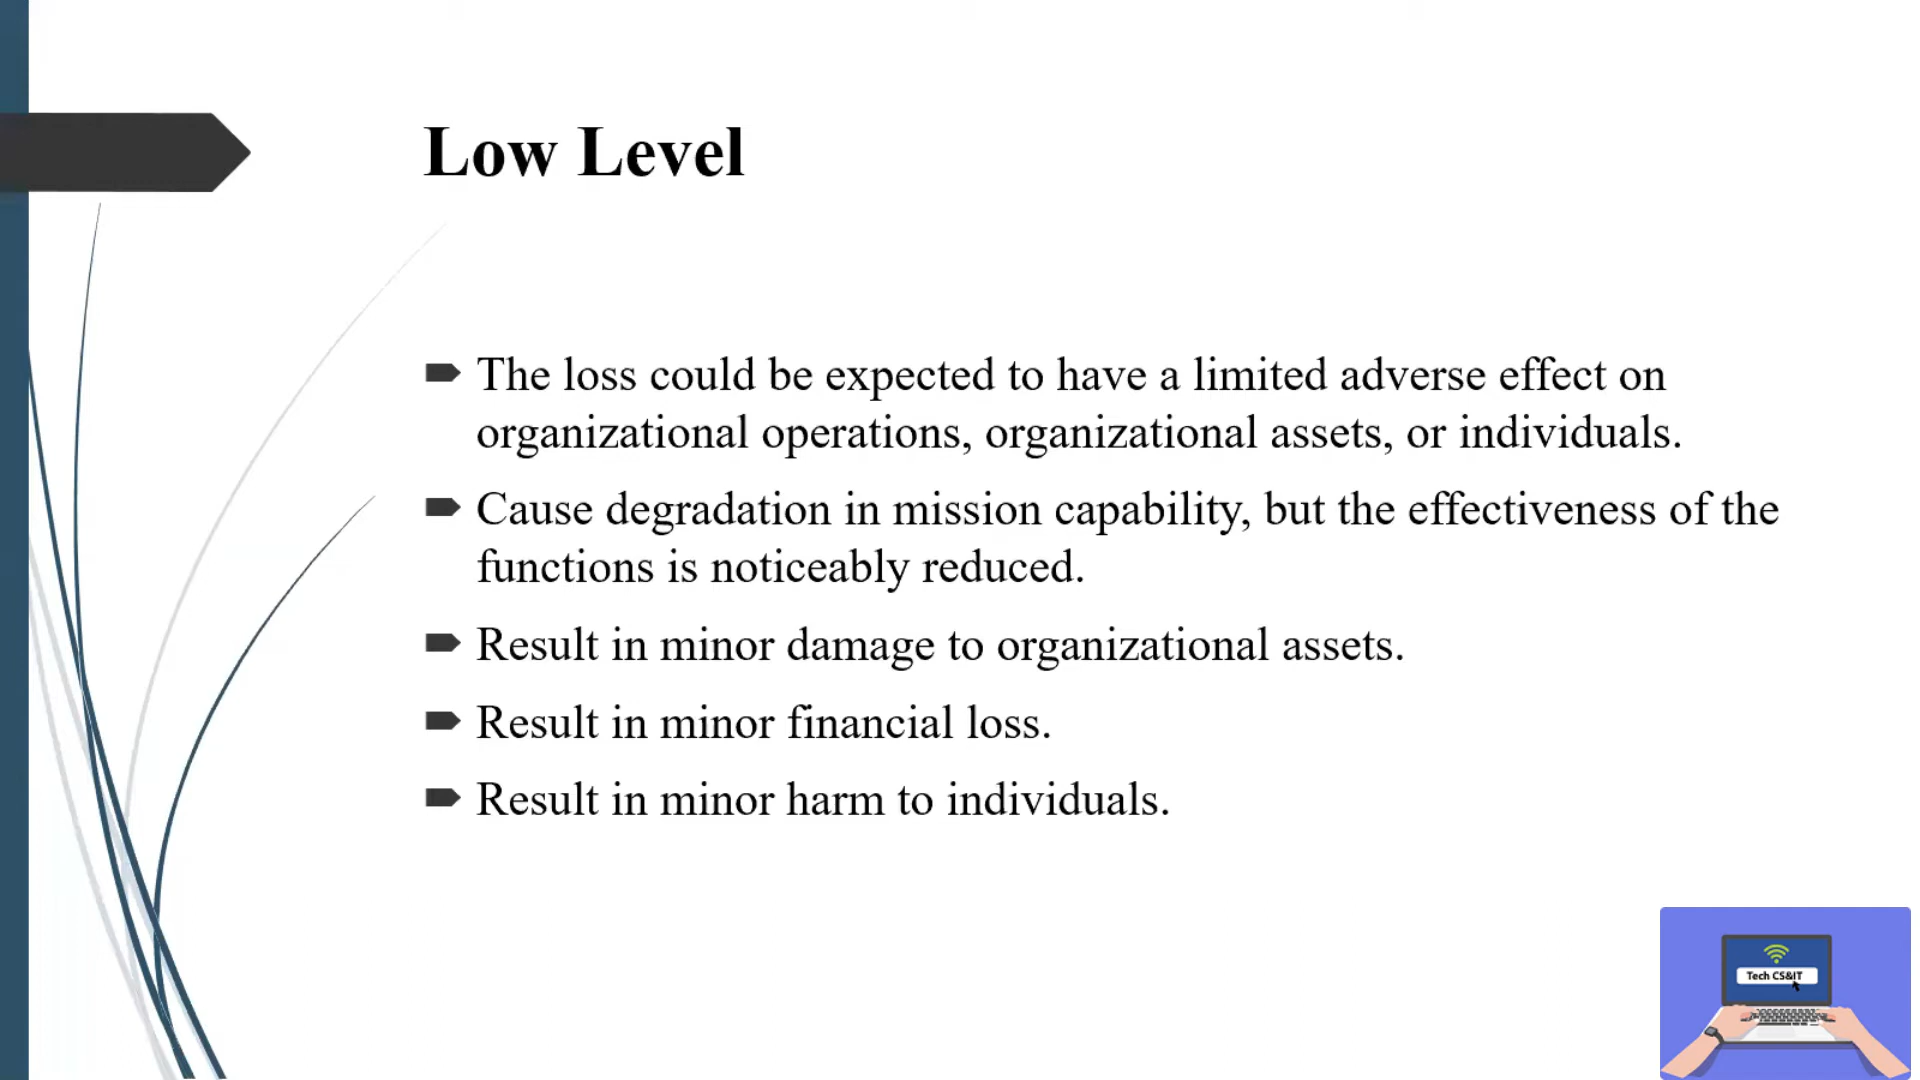 Low Level
The loss could be expected to have a limited adverse effect on
organizational operations, organizational assets, or individuals.
Cause degradation in mission capability, but the effectiveness of the
functions is noticeably reduced.
Result in minor damage to organizational assets.
Result in minor financial loss.
Result in minor harm to individuals.
Tech CS&IT